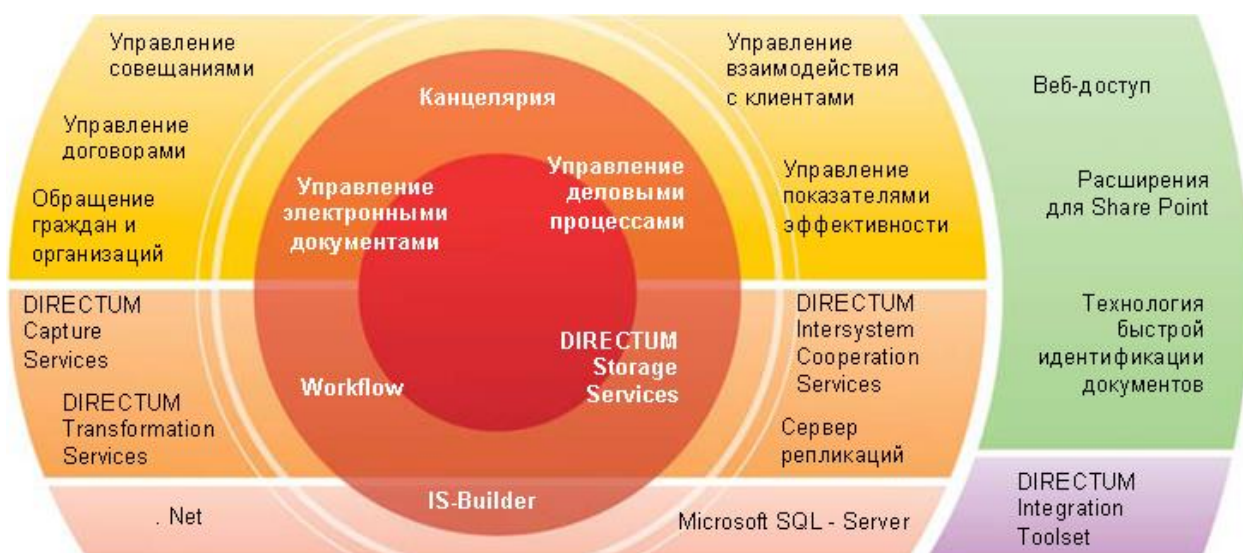 Управление
совещаниями
Управление
договорами
Обращение
граждан и
организаций
Канцелярия
Управление
электронными
документами
Управление
деловыми
процессами
Управление
взаимодействия
с клиентами
Управление
показателями
эффективности
Веб-доступ
Расширения
для Share Point
Технология
быстрой
идентификации
документов
DIRECTUM
Capture
Services
DIRECTUM
Transformation
Services
Workflow
DIRECTUM
Storage
Services
DIRECTUM
Intersystem
Cooperation
Services
Сервер
репликаций
. Net
IS-Builder
Microsoft SQL - Server
DIRECTUM
Integration
Toolset